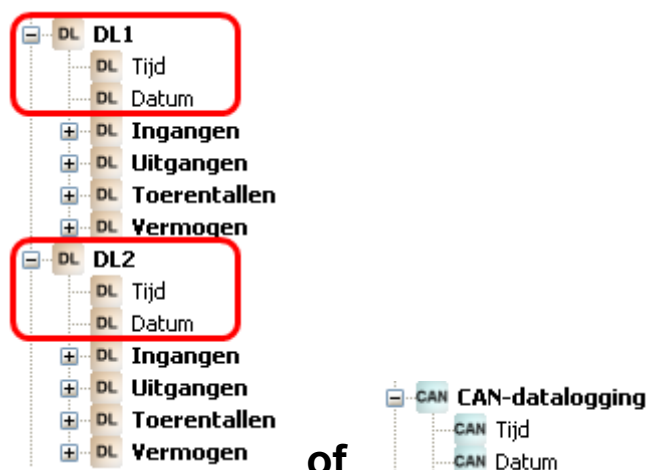 DL DL1
DL Tijd
DL Datum
DL Ingangen
DL Uitgangen
DL Toerentallen
DL Vermogen
DL DL2
DL Tijd
DL Datum
DL Ingangen
DL Uitgangen
DL Toerentallen
DL Vermogen
of
CAN CAN-datalogging
CAN Tijd
CAN Datum